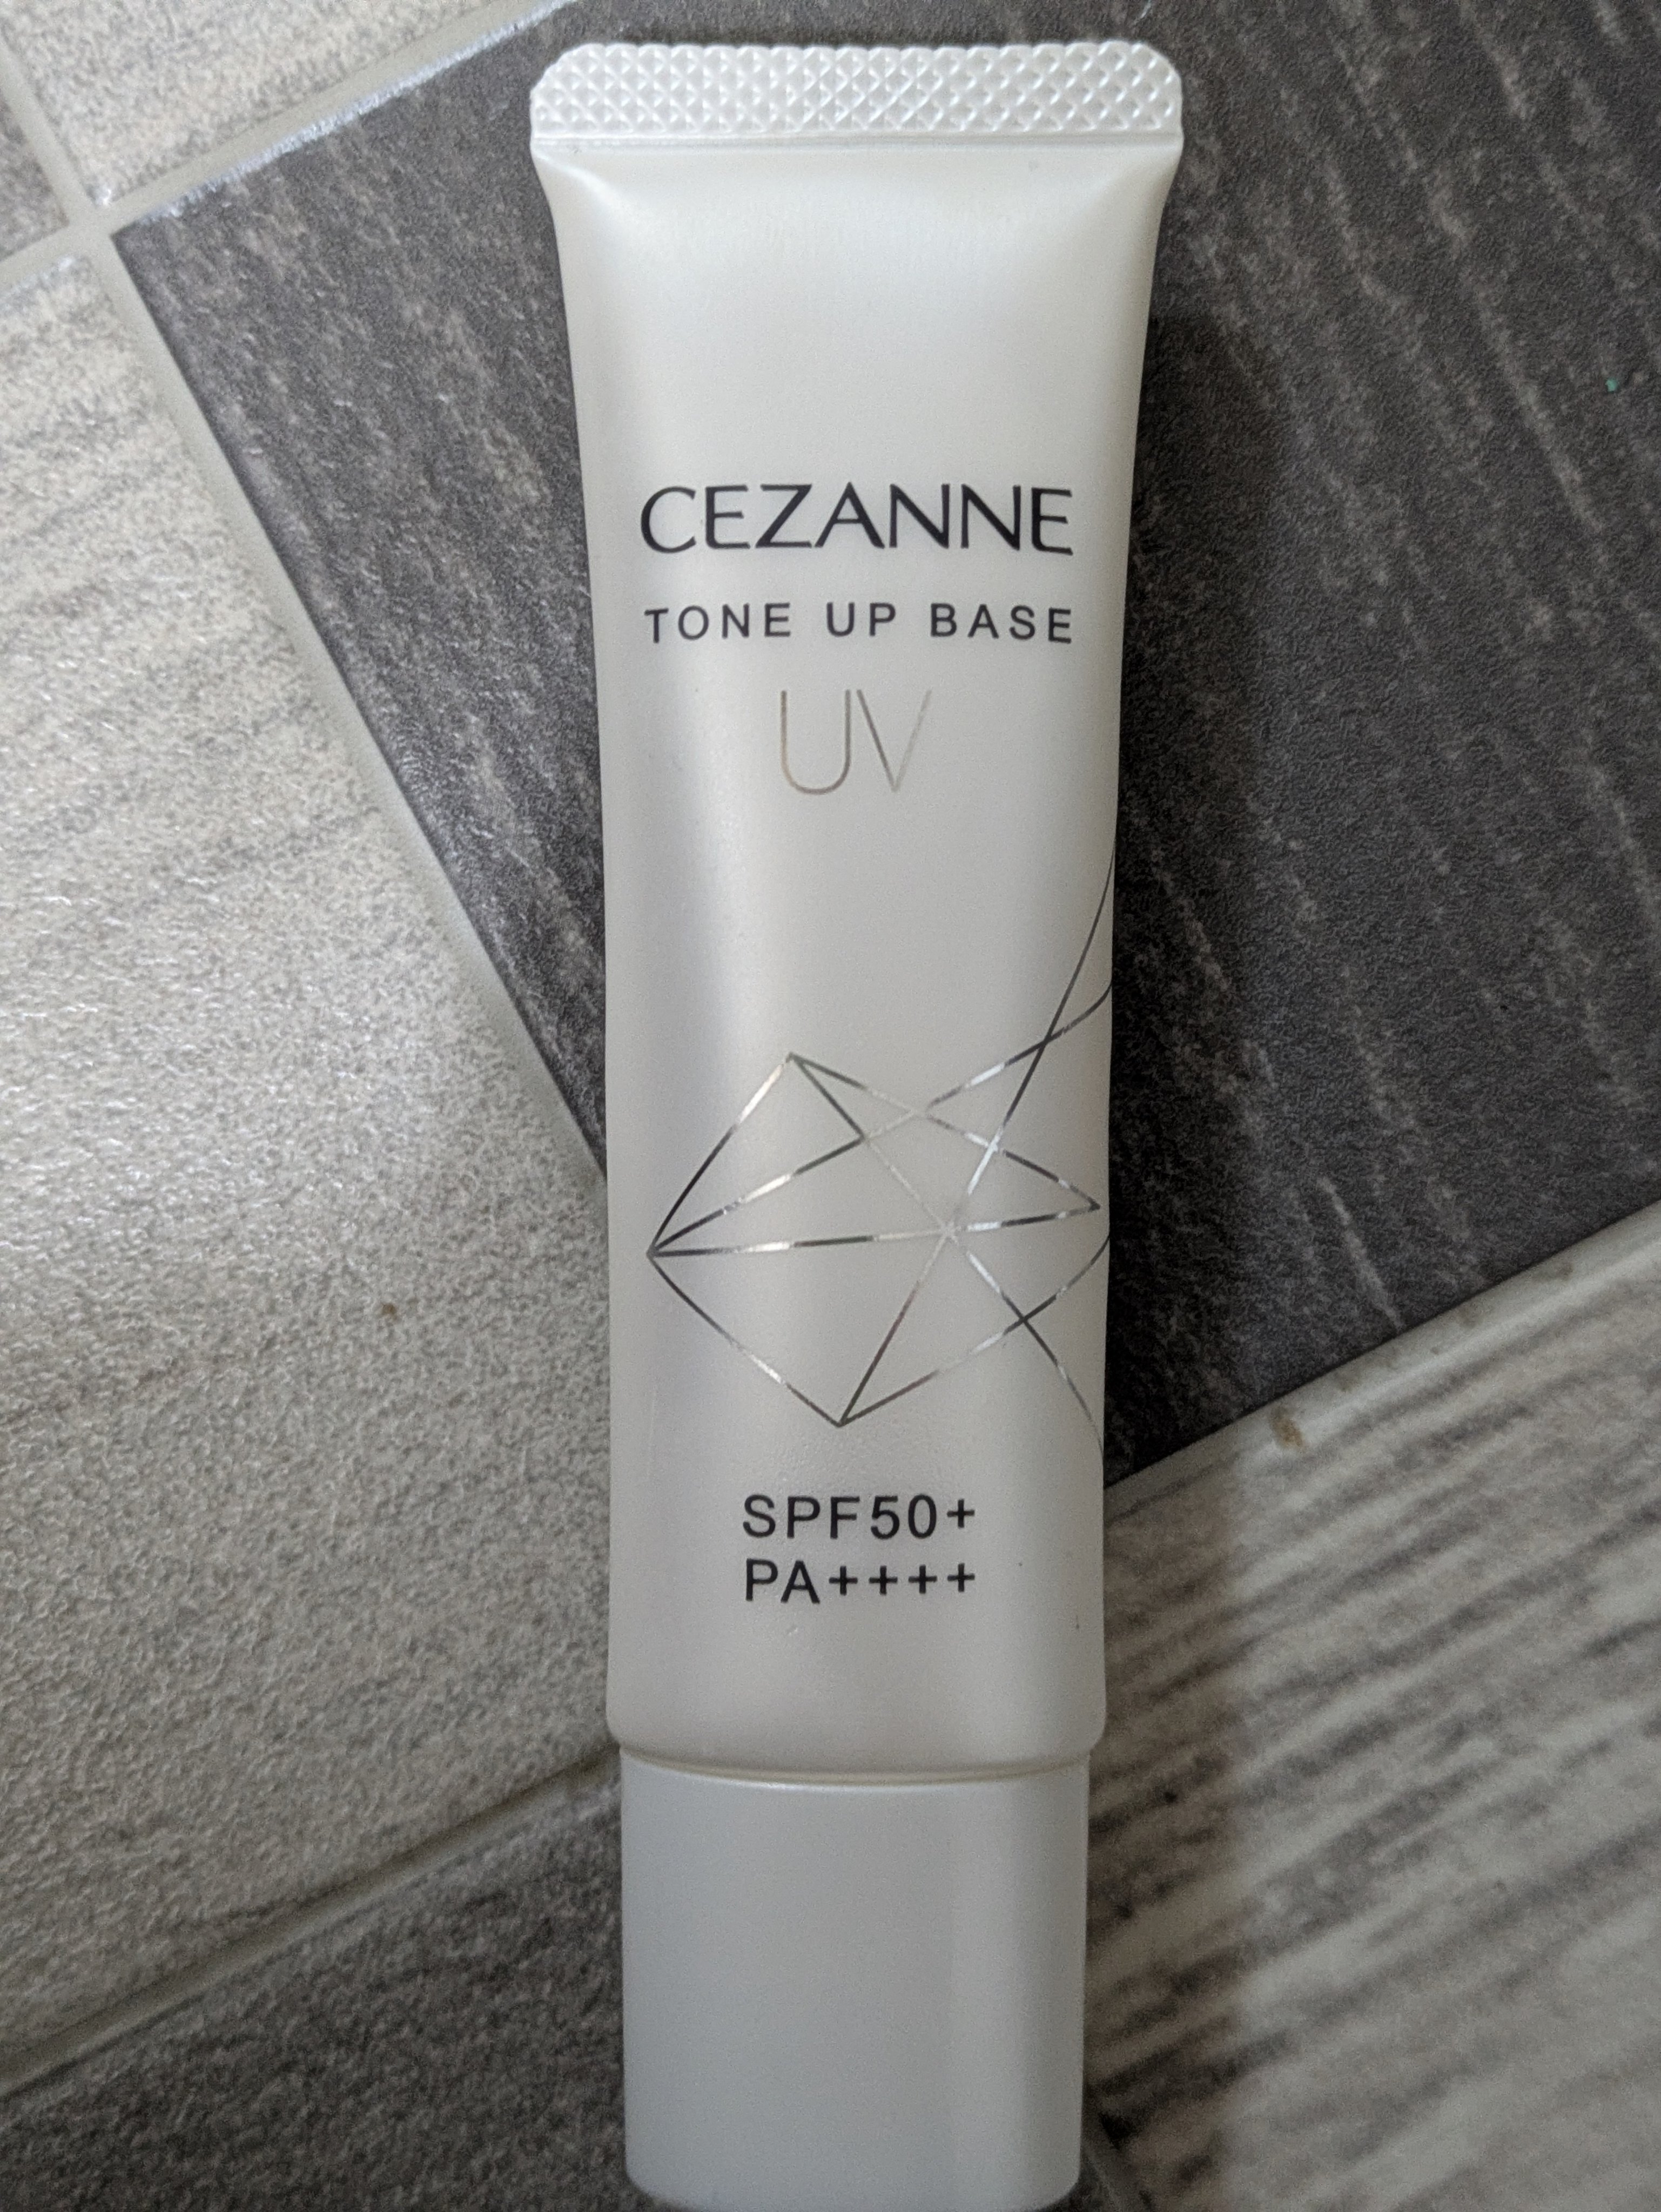 CEZANNE
TONE UP BASE
UV
SPF50+
PA++++